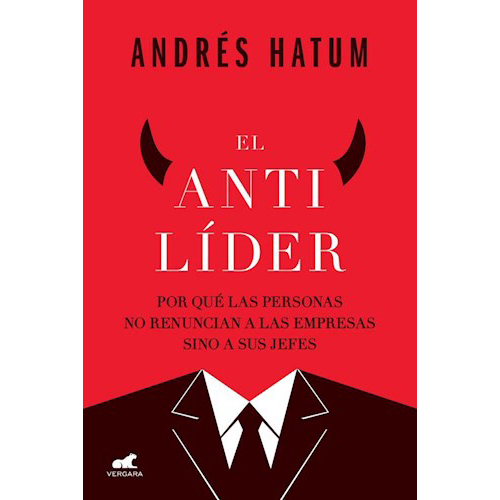 ANDRÉS HATUM
EL
ANTI
LÍDER
POR QUÉ LAS PERSONAS
NO RENUNCIAN A LAS EMPRESAS
SINO A SUS JEFES
VERGARA